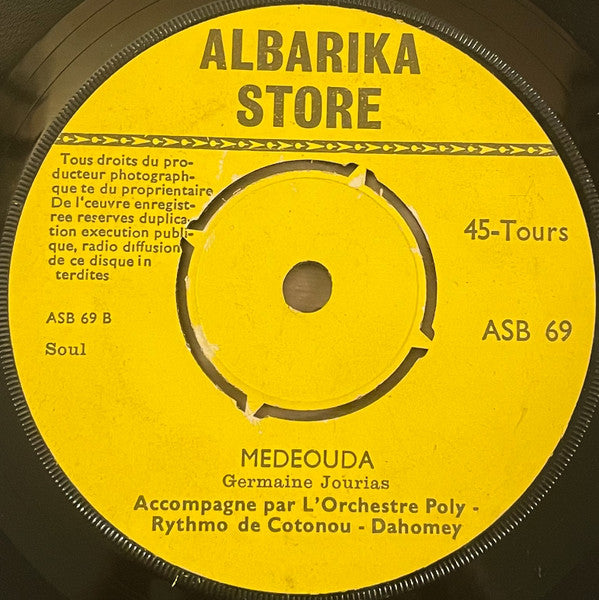 ALBARIKA
STORE
Tous droits du pro-
ducteur photograph-
que te du proprientaire
De l'œuvre enregist-
ree reserves duplica-
tion execution publi-
que, radio diffusion
de ce disque in
terdites
45-Tours
ASB 69 B
ASB 69
Soul
MEDEOUDA
Germaine Jourias
Accompagne par L'Orchestre Poly -
Rythmo de Cotonou - Dahomey